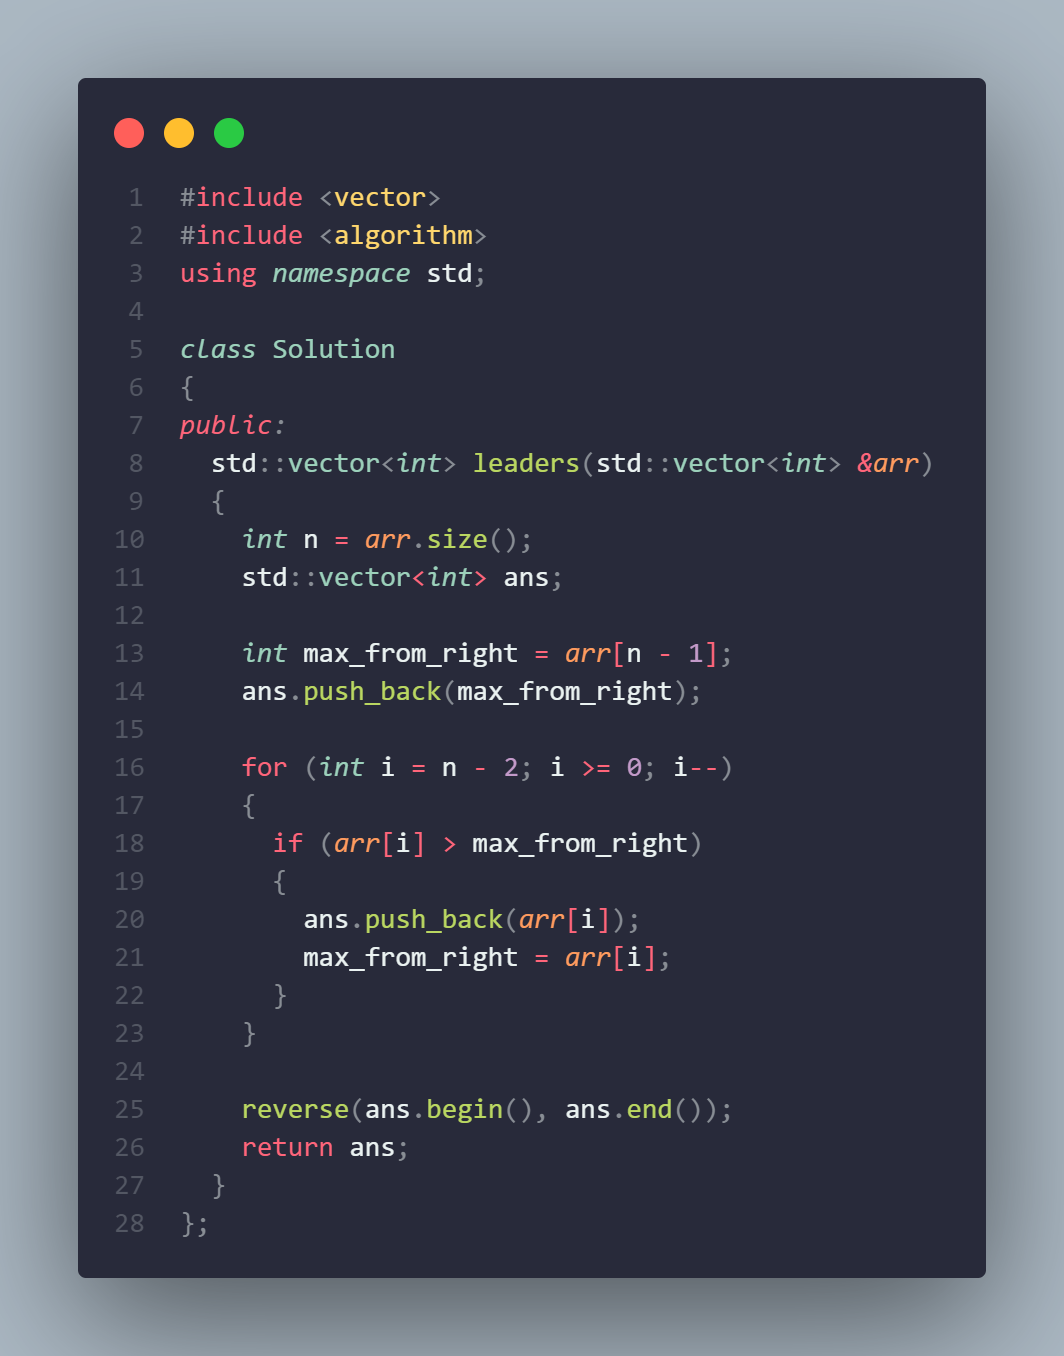 1 #include <vector>
2 #include <algorithm>
3 using namespace std;
4
5 class Solution
6 {
7 public:
8   std::vector<int> leaders(std::vector<int> &arr)
9   {
10     int n = arr.size();
11     std::vector<int> ans;
12
13     int max_from_right = arr[n - 1];
14     ans.push_back(max_from_right);
15
16     for (int i = n - 2; i >= 0; i--)
17     {
18       if (arr[i] > max_from_right)
19       {
20         ans.push_back(arr[i]);
21         max_from_right = arr[i];
22       }
23     }
24
25     reverse(ans.begin(), ans.end());
26     return ans;
27   }
28 };